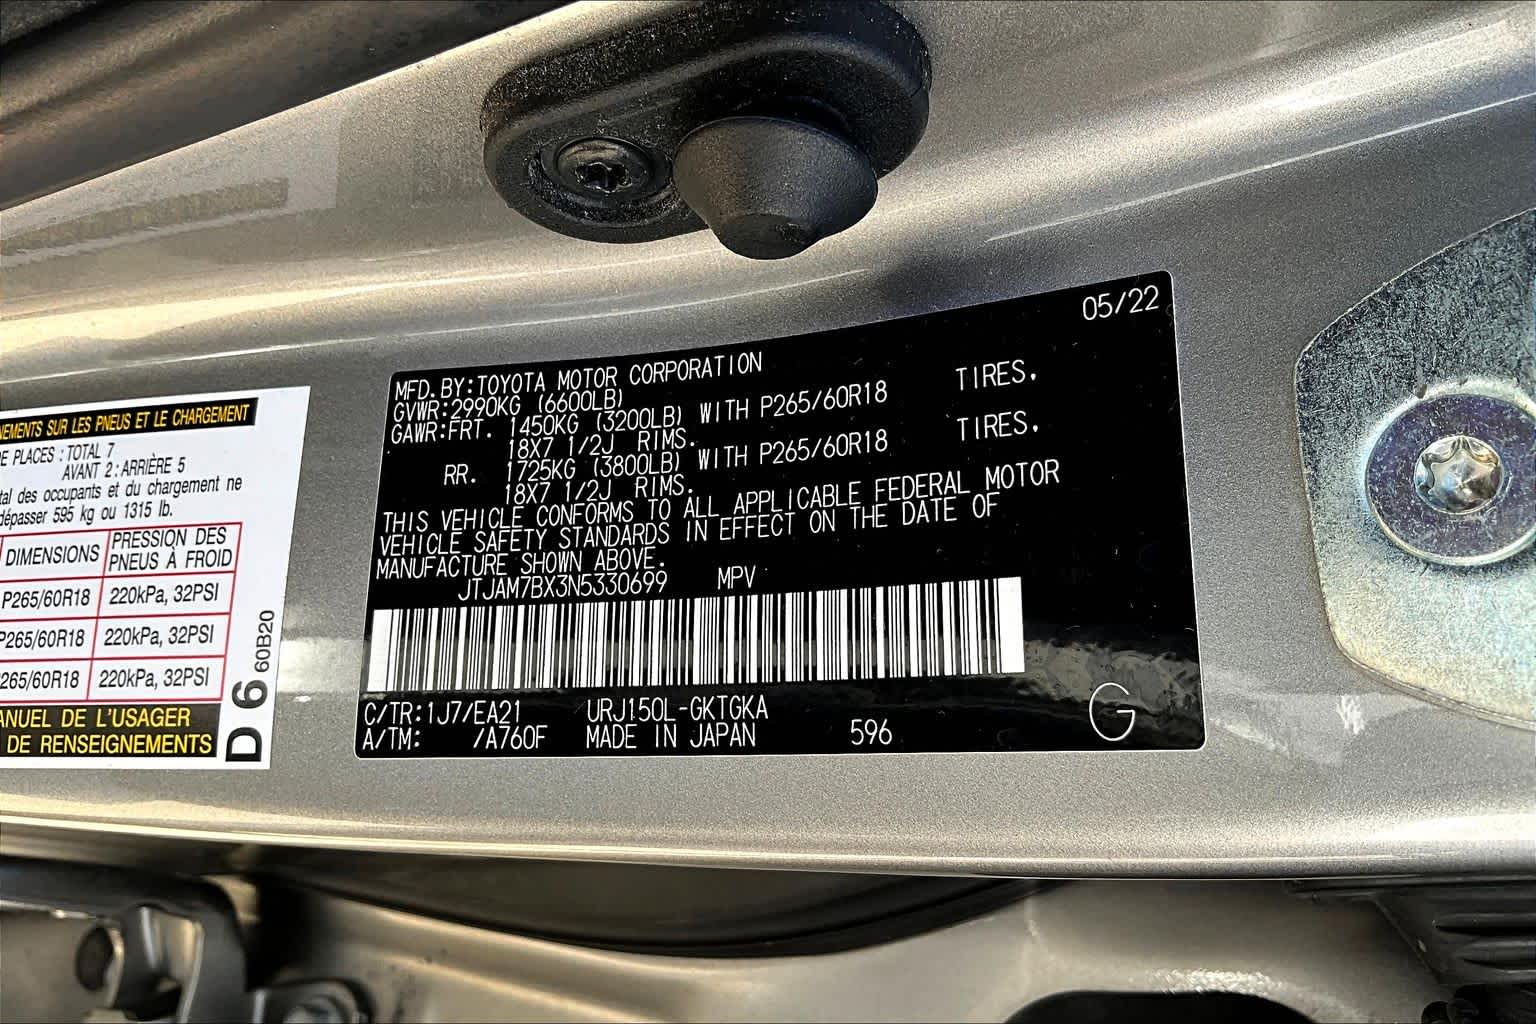 NEMENTS SUR LES PNEUS ET LE CHARGEMENT
DE PLACES : TOTAL 7
AVANT 2 : ARRIÈRE 5
tal des occupants et du chargement ne
dépasser 595 kg ou 1315 lb.
DIMENSIONS PRESSION DES PNEUS À FROID
P265/60R18 220kPa, 32PSI
P265/60R18 220kPa, 32PSI
265/60R18 220kPa, 32PSI
ANUEL DE L'USAGER
DE RENSEIGNEMENTS
D 6 60B20
05/22
MFD. BY:TOYOTA MOTOR CORPORATION
GVWR:2990KG (6600LB)
GAWR:FRT. 1450KG (3200LB) WITH P265/60R18 TIRES,
18X7 1/2J RIMS.
RR. 1725KG (3800LB) WITH P265/60R18 TIRES,
18X7 1/2J RIMS.
THIS VEHICLE CONFORMS TO ALL APPLICABLE FEDERAL MOTOR
VEHICLE SAFETY STANDARDS IN EFFECT ON THE DATE OF
MANUFACTURE SHOWN ABOVE.
JTJAM7BX3N5330699 MPV
C/TR:1J7/EA21 URJ150L-GKTGKA
A/TM: /A760F MADE IN JAPAN 596
G